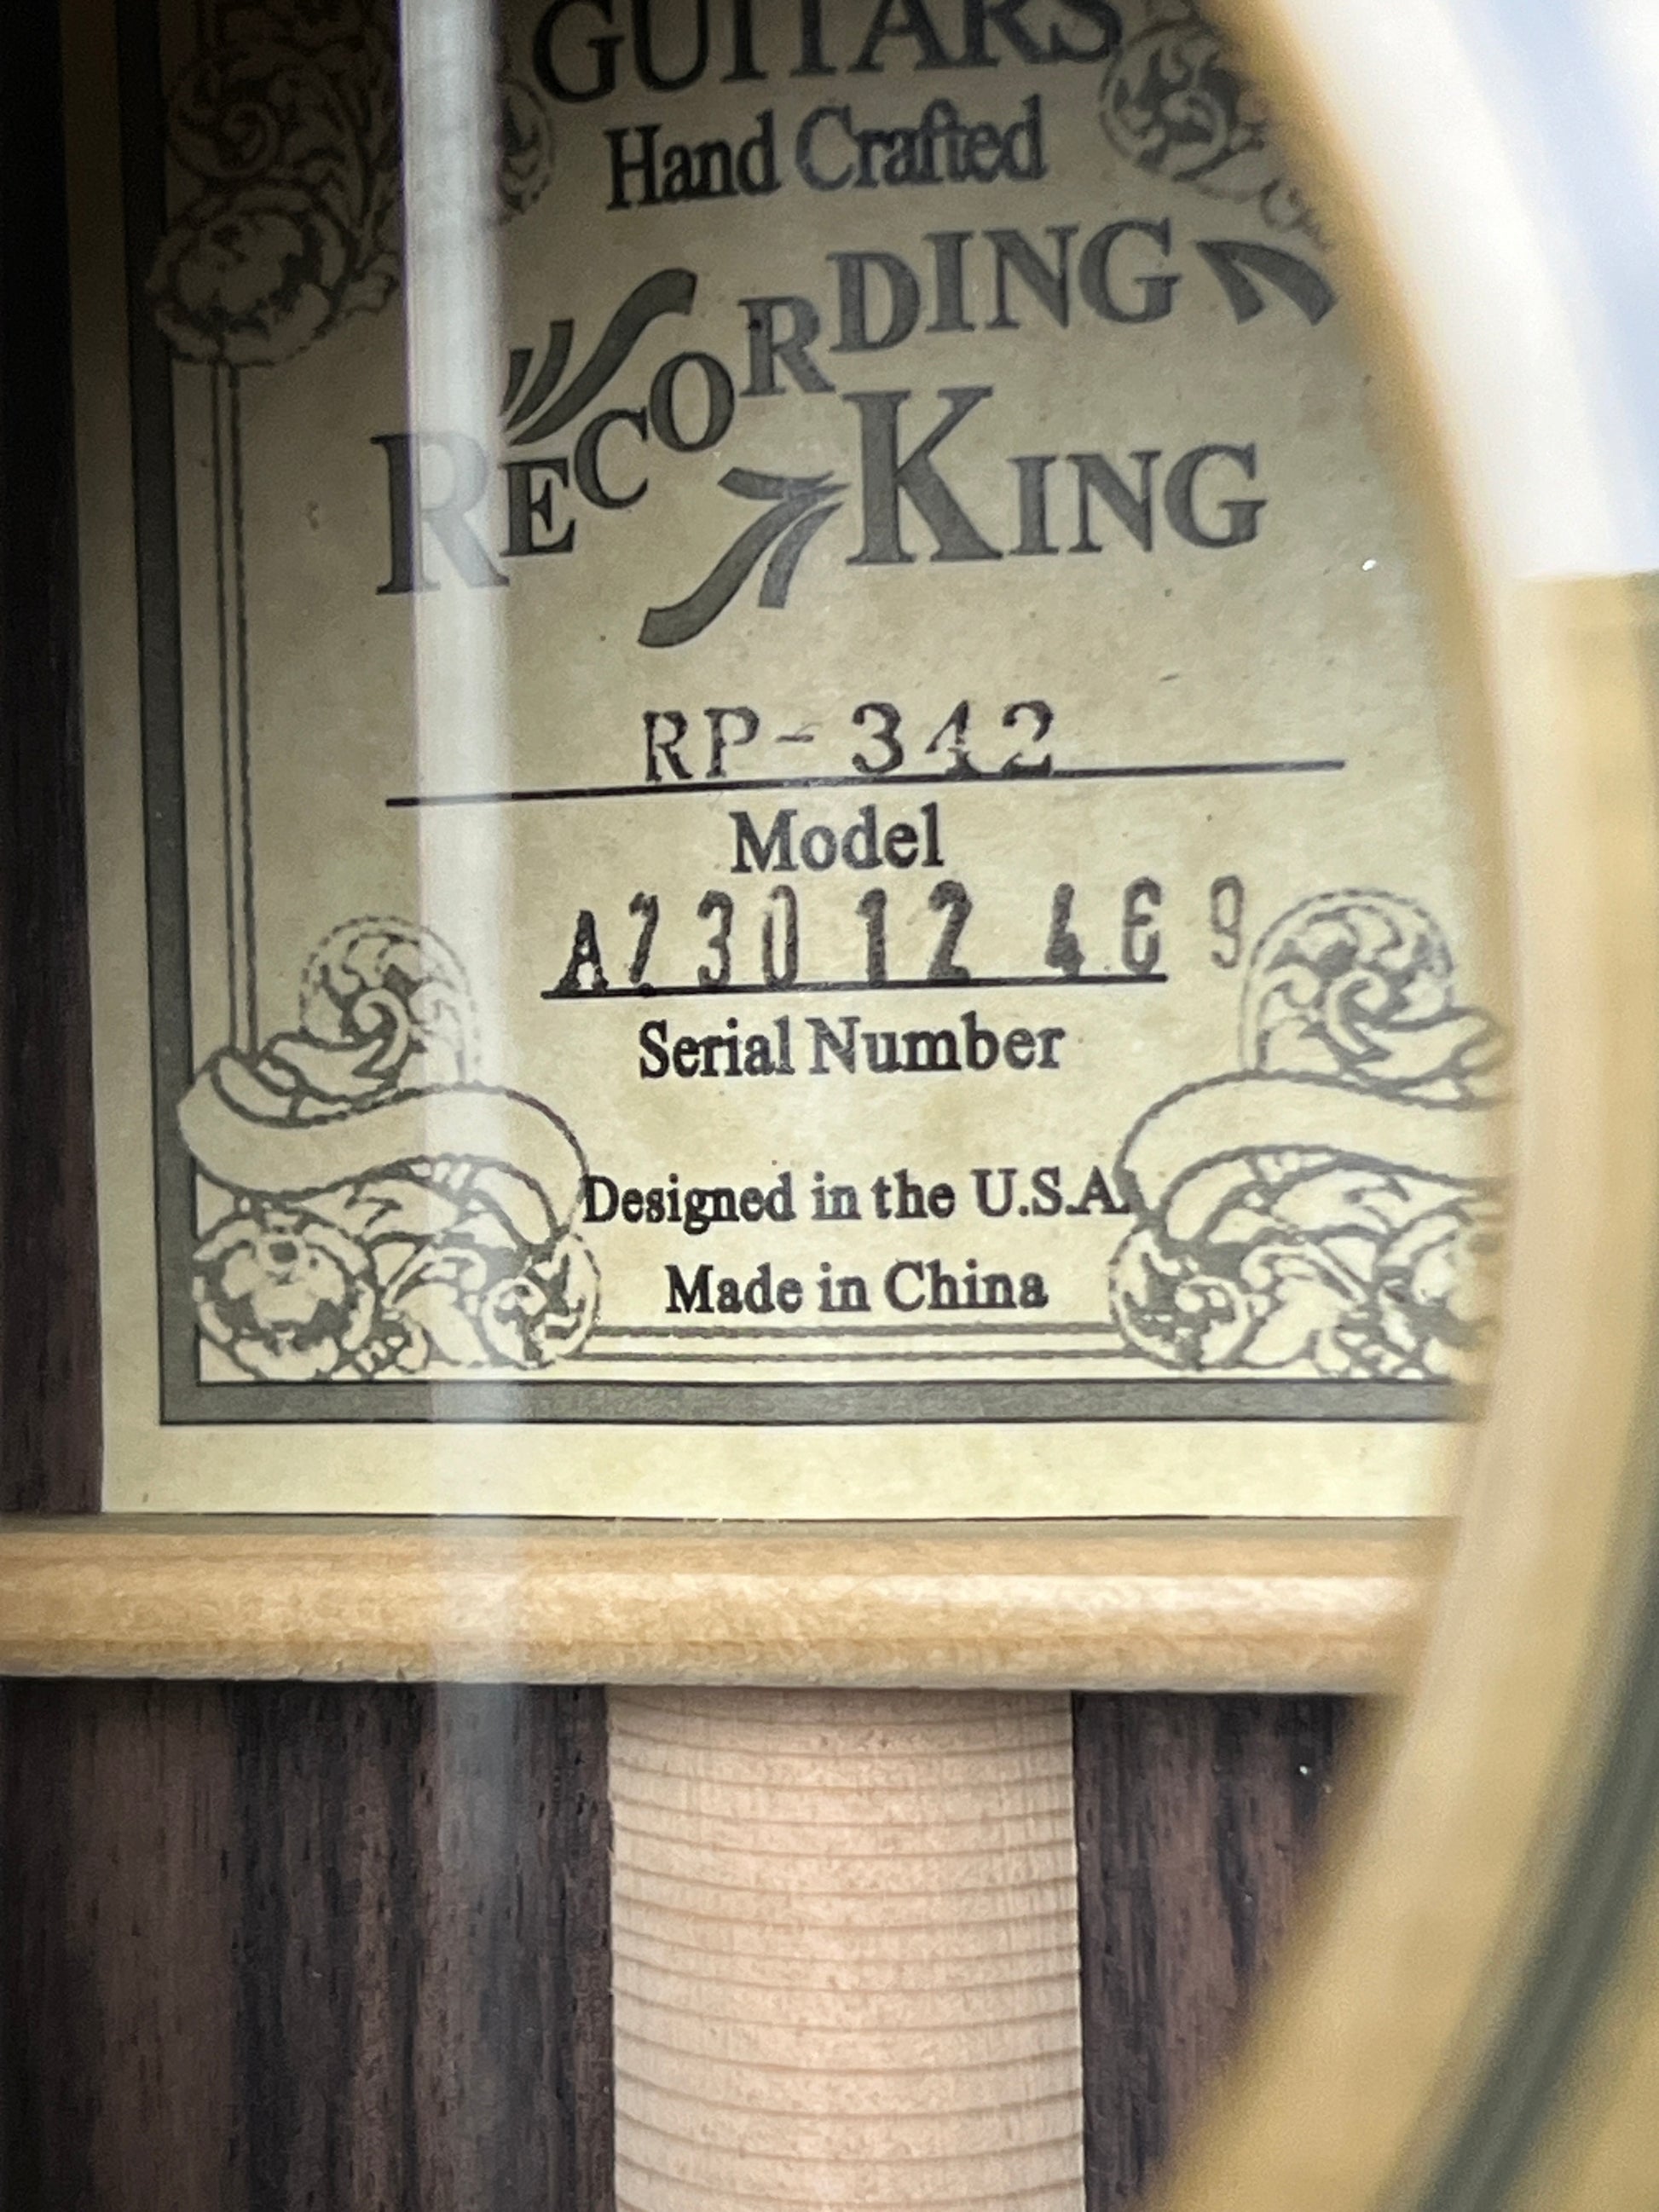 GUITARS
Hand Crafted
RECORDING
KING
RP-342
Model
A73012469
Serial Number
Designed in the U.S.A.
Made in China